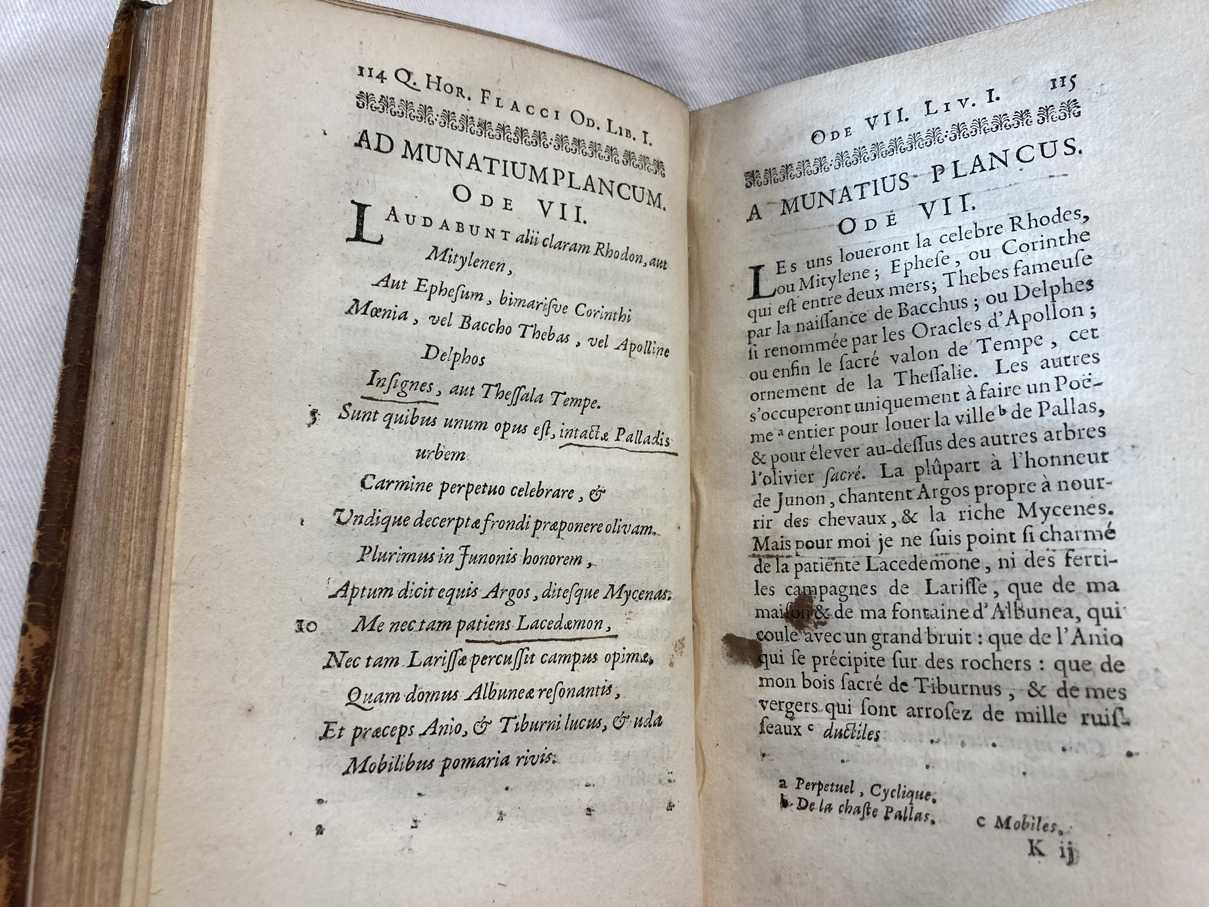 114 Q. HOR. FLACCI OD. LIB. I.
AD MUNATIUM PLANCUM.
ODE VII.
LAUDABUNT alii claram Rhodon, aut
Mitylenen,
Aut Epheſum, bimariſve Corinthi
Mœnia, vel Baccho Thebas, vel Apolline
Delphos
Inſignes, aut Theſſala Tempe.
5 Sunt quibus unum opus eſt, intactæ Palladis
urbem
Carmine perpetuo celebrare, &
Undique decerptæ frondi præponere olivam.
Plurimus in Junonis honorem,
Aptum dicit equis Argos, diteſque Mycenas.
10 Me nec tam patiens Lacedæmon,
Nec tam Lariſſæ percuſſit campus opimæ,
Quam domus Albuneæ reſonantis,
Et præceps Anio, & Tiburni lucus, & uda
Mobilibus pomaria rivis.
ODE VII. LIV. I. 115
A MUNATIUS PLANCUS.
ODE VII.
LEs uns loueront la celebre Rhodes,
ou Mitylene; Epheſe, ou Corinthe
qui eſt entre deux mers; Thebes fameuſe
par la naiſſance de Bacchus; ou Delphes
ſi renommée par les Oracles d'Apollon;
ou enfin le ſacré valon de Tempe, cet
ornement de la Theſſalie. Les autres
s'occuperont uniquement à faire un Poë-
me a entier pour louer la ville b de Pallas,
& pour élever au-deſſus des autres arbres
l'olivier ſacré. La plûpart à l'honneur
de Junon, chantent Argos propre à nour-
rir des chevaux, & la riche Mycenes.
Mais pour moi je ne ſuis point ſi charmé
de la patiente Lacedemone, ni des ferti-
les campagnes de Lariſſe, que de ma
maiſon & de ma fontaine d'Albunea, qui
coule avec un grand bruit: que de l'Anio
qui ſe précipite ſur des rochers: que de
mon bois ſacré de Tiburnus, & de mes
vergers qui ſont arroſez de mille ruiſ-
ſeaux c ductiles
a Perpetuel, Cyclique.
b De la chaſte Pallas. c Mobiles.
K ij